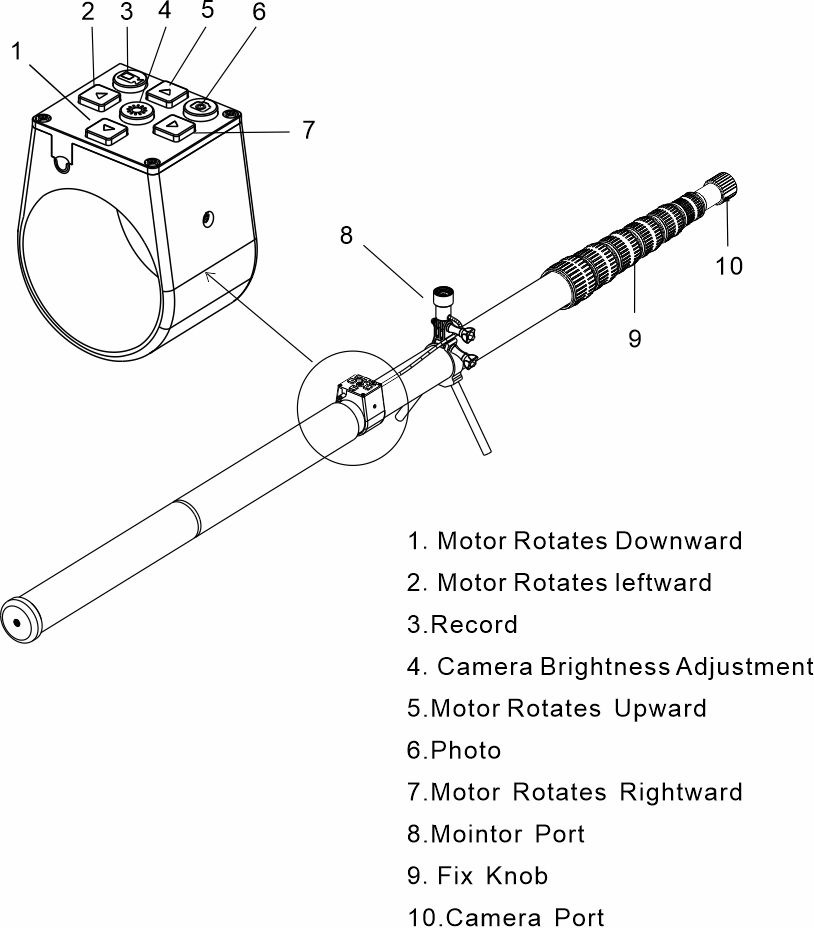 2 3 4 5 6
1
7
8
10
9
1. Motor Rotates Downward
2. Motor Rotates leftward
3.Record
4. Camera Brightness Adjustment
5.Motor Rotates Upward
6.Photo
7.Motor Rotates Rightward
8.Mointor Port
9. Fix Knob
10.Camera Port